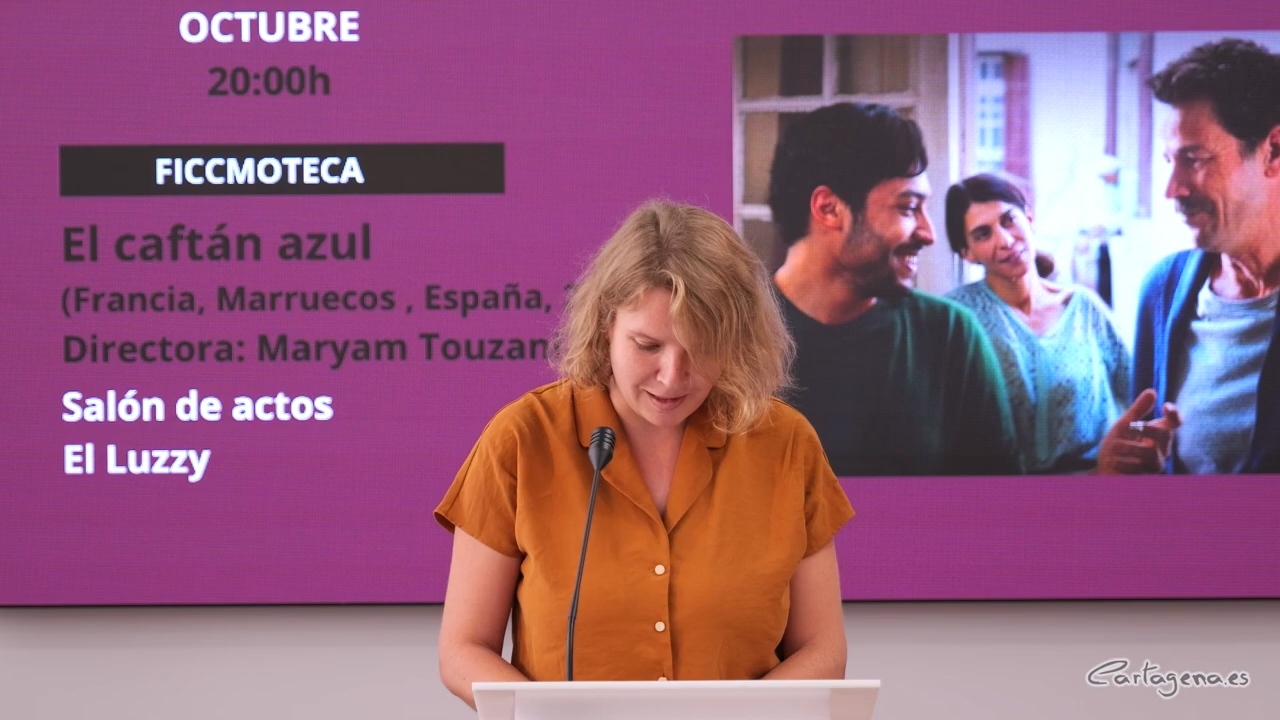 OCTUBRE
20:00h
FICCMOTECA
El caftán azul
(Francia, Marruecos , España,
Directora: Maryam Touzan
Salón de actos
El Luzzy
Cartagena.es